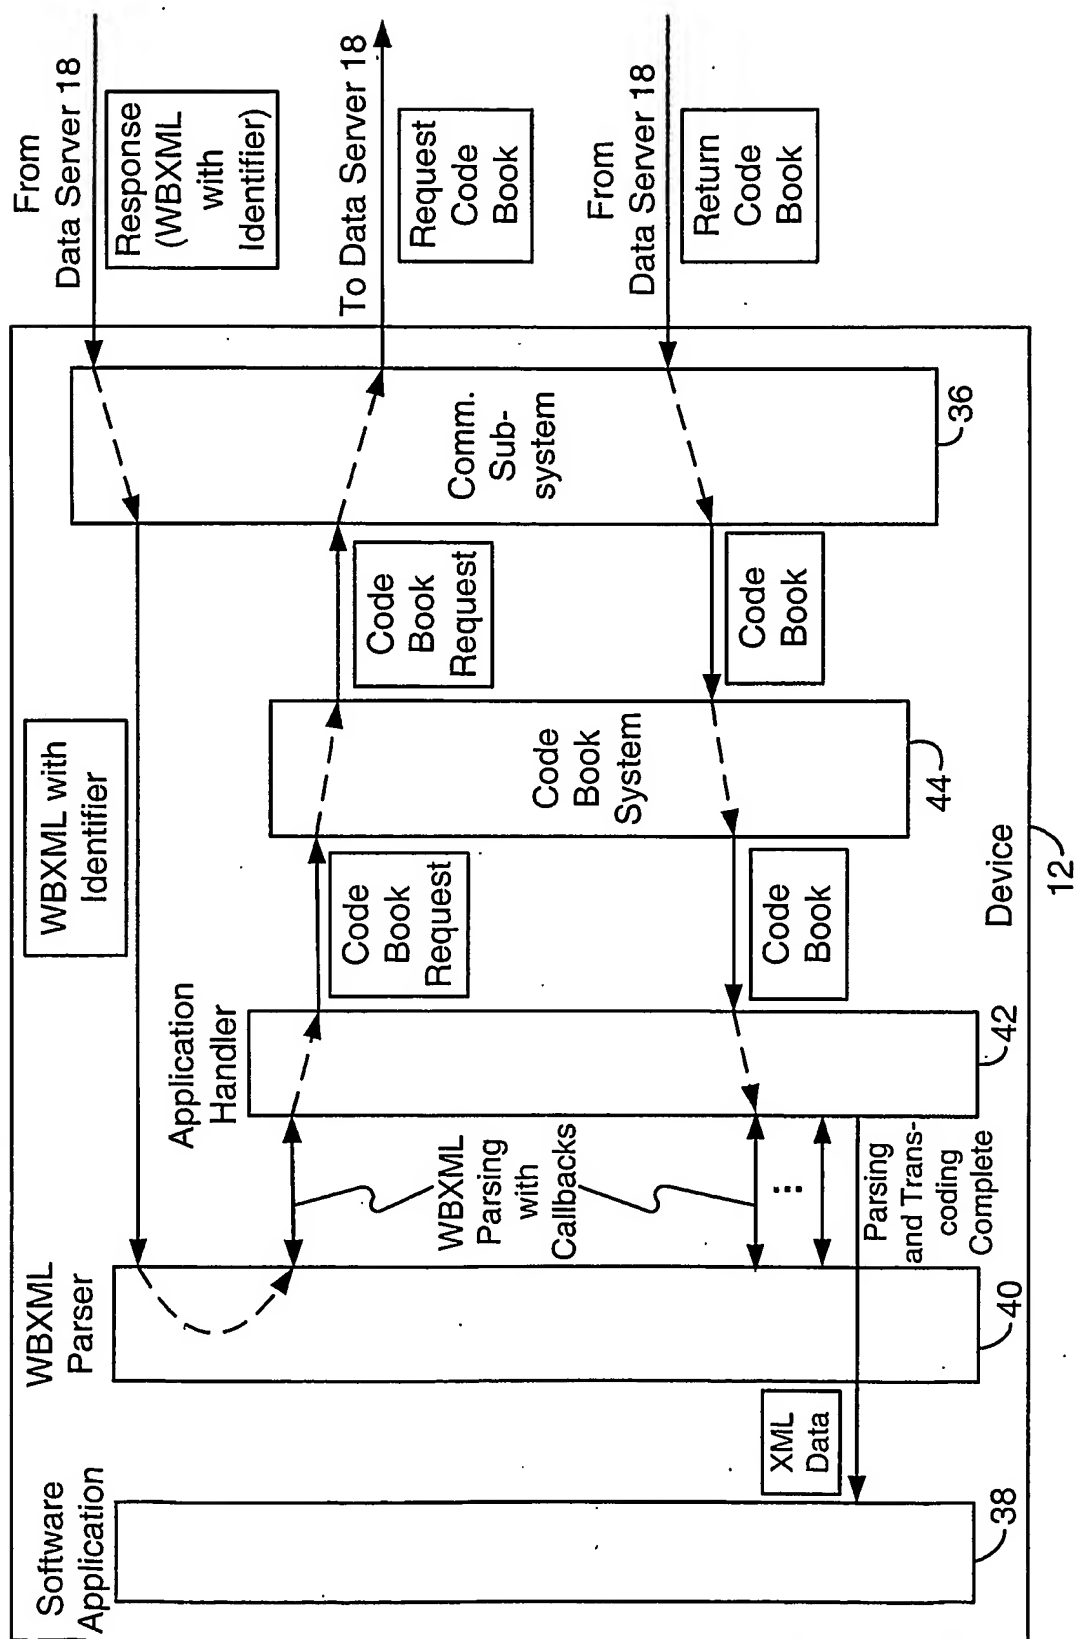 Software
Application
WBXML
Parser
Application
Handler
WBXML with
Identifier
From
Data Server 18
Response
(WBXML
with
Identifier)
To Data Server 18
Request
Code
Book
From
Data Server 18
Return
Code
Book
Comm.
Sub-
system
Code
Book
Request
Code
Book
System
Code
Book
Request
Code
Book
Code
Book
WBXML
Parsing
with
Callbacks
Parsing
and Trans-
coding
Complete
XML
Data
38
40
42
44
36
Device
12